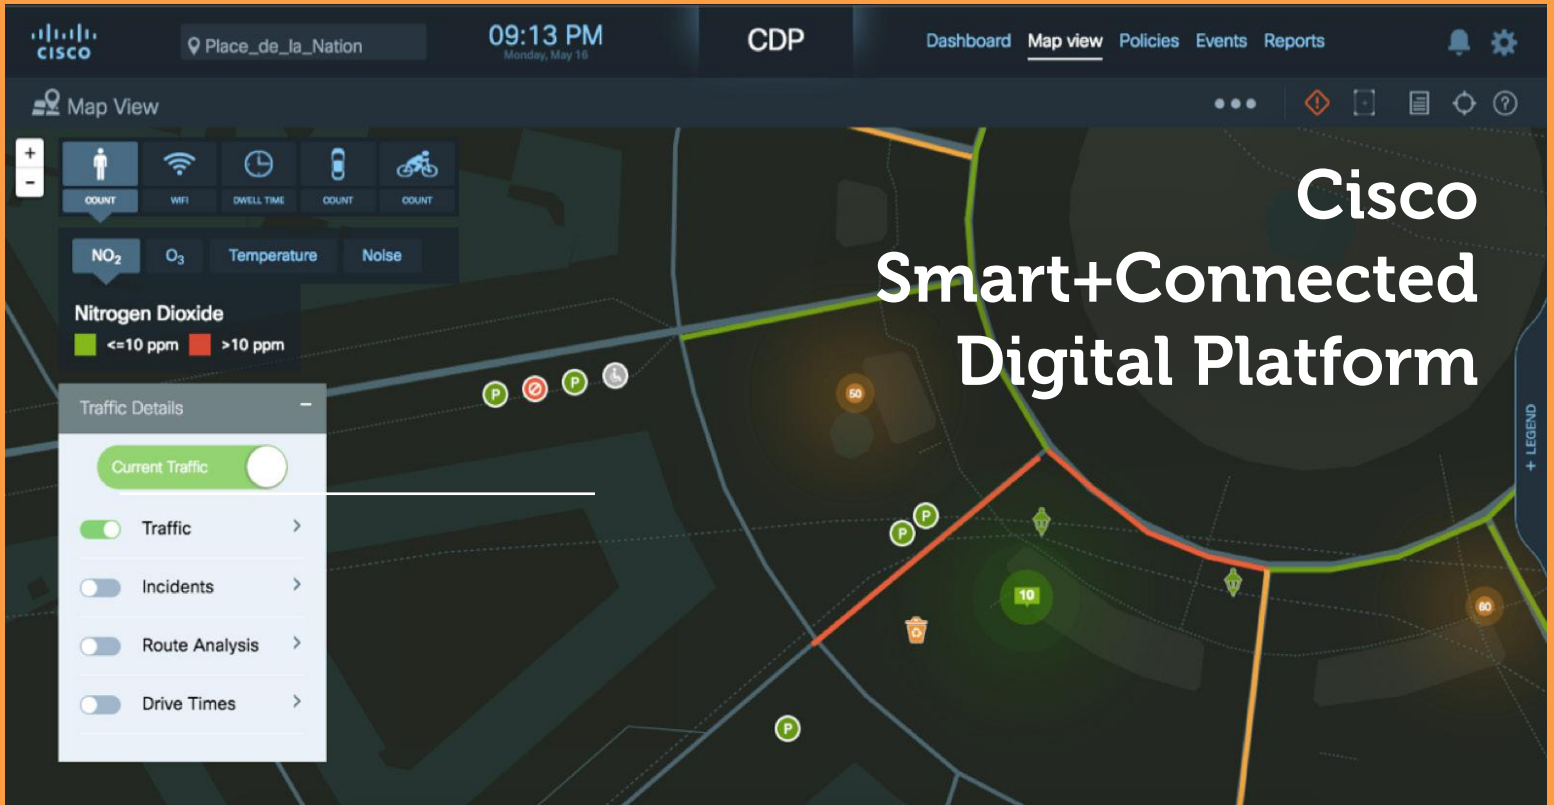 CISCO
Place_de_la_Nation
09:13 PM
Monday, May 16
CDP
Dashboard Map view Policies Events Reports
Map View
+
-
COUNT WIFI DWELL TIME COUNT COUNT
NO₂ O₃ Temperature Noise
Nitrogen Dioxide
<=10 ppm >10 ppm
Traffic Details
Current Traffic
Traffic
Incidents
Route Analysis
Drive Times
Cisco
Smart+Connected
Digital Platform
P
P
50
P
P
10
60
P
+ LEGEND